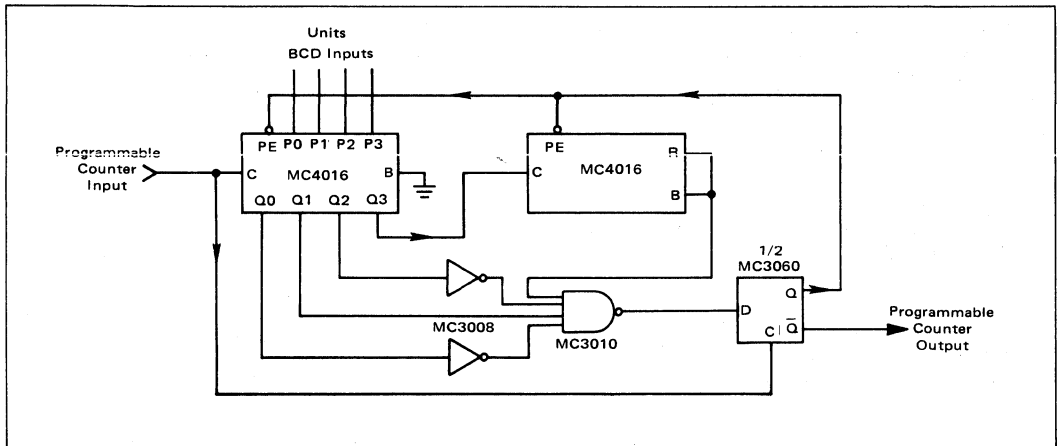 Units
BCD Inputs
PE P0 P1 P2 P3
Programmable
Counter
Input
C MC4016 B
Q0 Q1 Q2 Q3
PE R
C MC4016
B
1/2
MC3060
Q
D
C Q
MC3008
MC3010
Programmable
Counter
Output